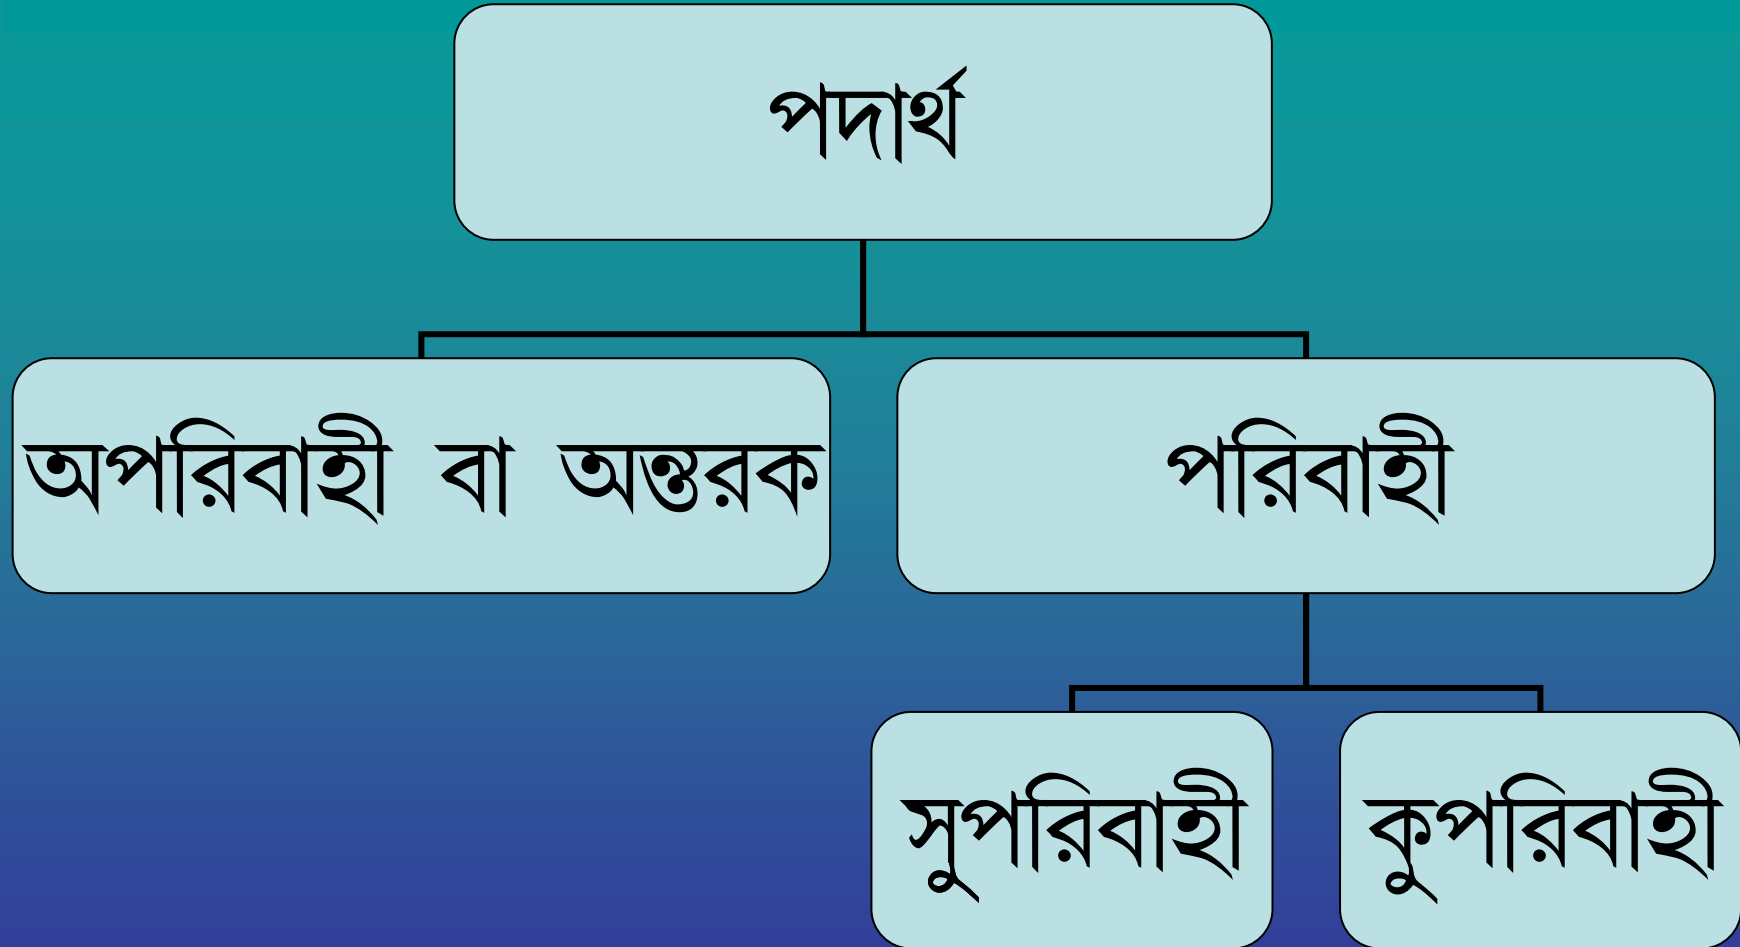 পদার্থ
অপরিবাহী বা অন্তরক
পরিবাহী
সুপরিবাহী
কুপরিবাহী